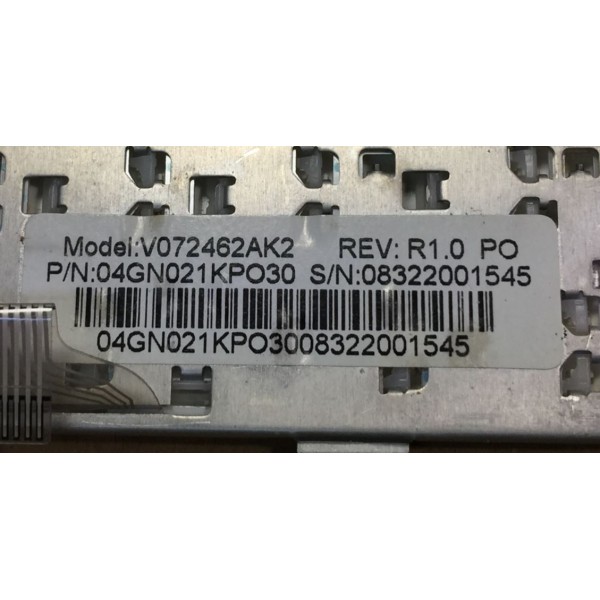 Model:V072462AK2 REV: R1.0 PO
P/N:04GN021KPO30 S/N:08322001545
04GN021KPO3008322001545